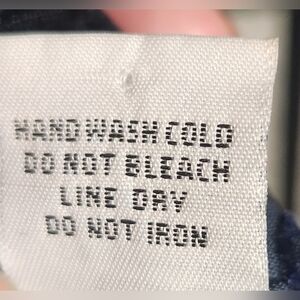 HAND WASH COLD
DO NOT BLEACH
LINE DRY
DO NOT IRON